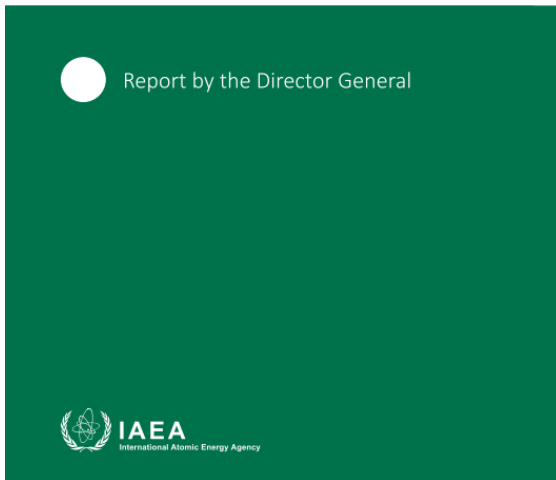 Report by the Director General
IAEA
International Atomic Energy Agency